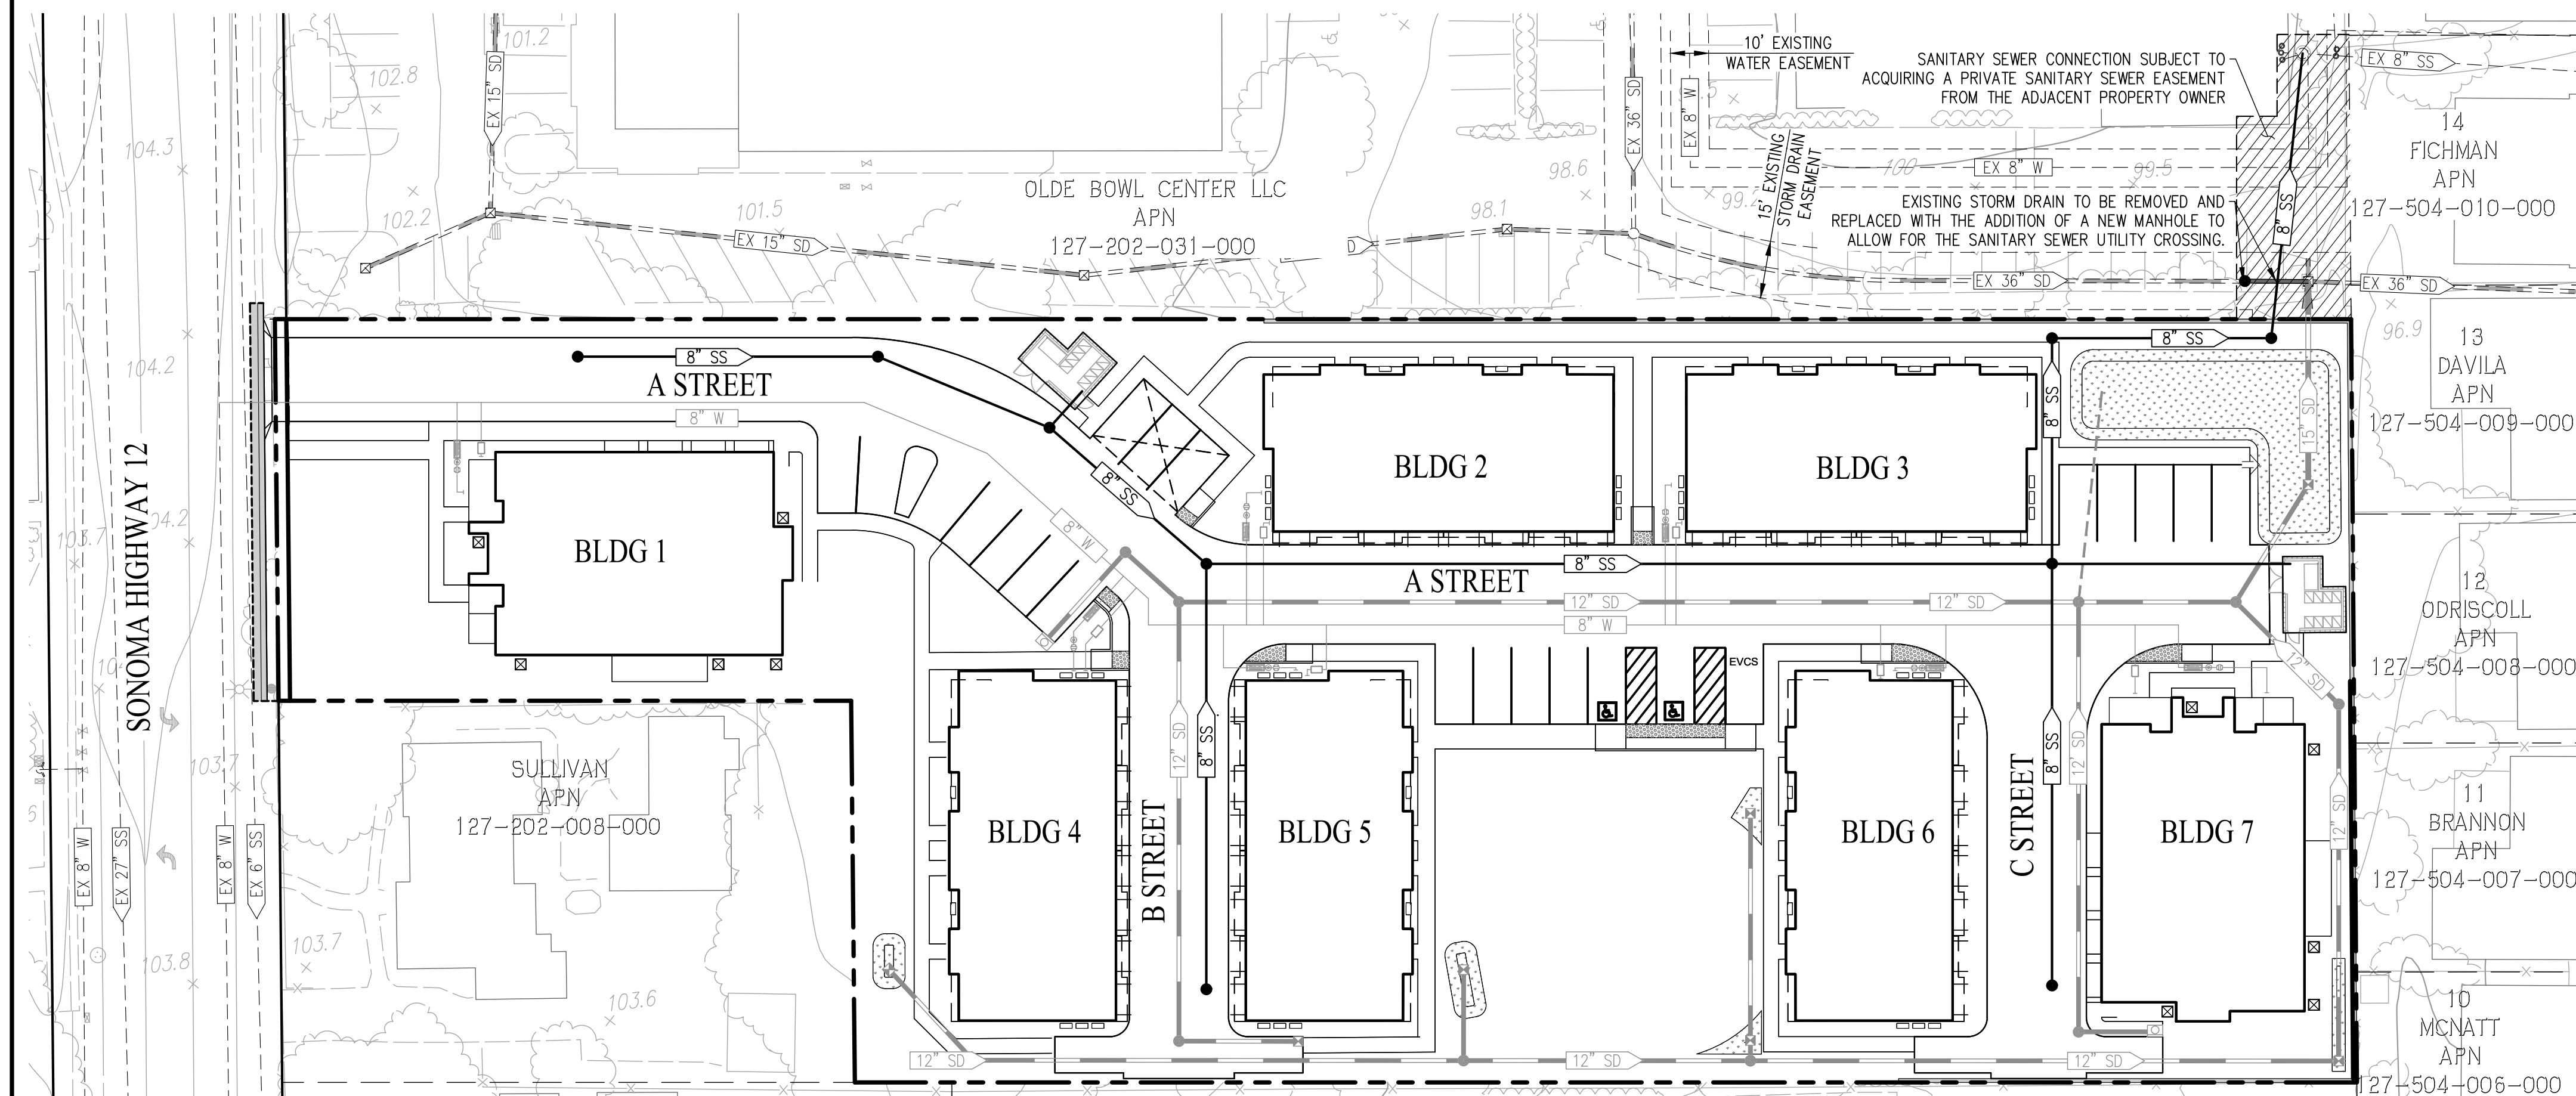 101.2
EX 15" SD
102.8
104.3
102.2
101.5
EX 15" SD
OLDE BOWL CENTER LLC
APN
127-202-031-000
D
98.6
98.1
EX 36" SD
EX 8" W
10' EXISTING
WATER EASEMENT
SANITARY SEWER CONNECTION SUBJECT TO
ACQUIRING A PRIVATE SANITARY SEWER EASEMENT
FROM THE ADJACENT PROPERTY OWNER
15' EXISTING
STORM DRAIN
EASEMENT
100
EX 8" W
99.5
EXISTING STORM DRAIN TO BE REMOVED AND
REPLACED WITH THE ADDITION OF A NEW MANHOLE TO
ALLOW FOR THE SANITARY SEWER UTILITY CROSSING.
8" SS
EX 36" SD
EX 8" SS
14
FICHMAN
APN
127-504-010-000
EX 36" SD
96.9
13
DAVILA
APN
127-504-009-000
12
ODRISCOLL
APN
127-504-008-000
11
BRANNON
APN
127-504-007-000
10
MCNATT
APN
127-504-006-000
104.2
SONOMA HIGHWAY 12
04.2
103.7
103.7
103.8
EX 8" W
EX 27" SS
EX 8" W
EX 6" SS
8" SS
A STREET
8" W
8" SS
8" W
BLDG 1
BLDG 2
BLDG 3
8" SS
8" SS
15" SD
A STREET
8" SS
12" SD
12" SD
8" W
12" SD
EVCS
SULLIVAN
APN
127-202-008-000
103.7
103.6
BLDG 4
B STREET
12" SD
8" SS
BLDG 5
BLDG 6
C STREET
8" SS
12" SD
BLDG 7
12" SD
12" SD
12" SD
12" SD